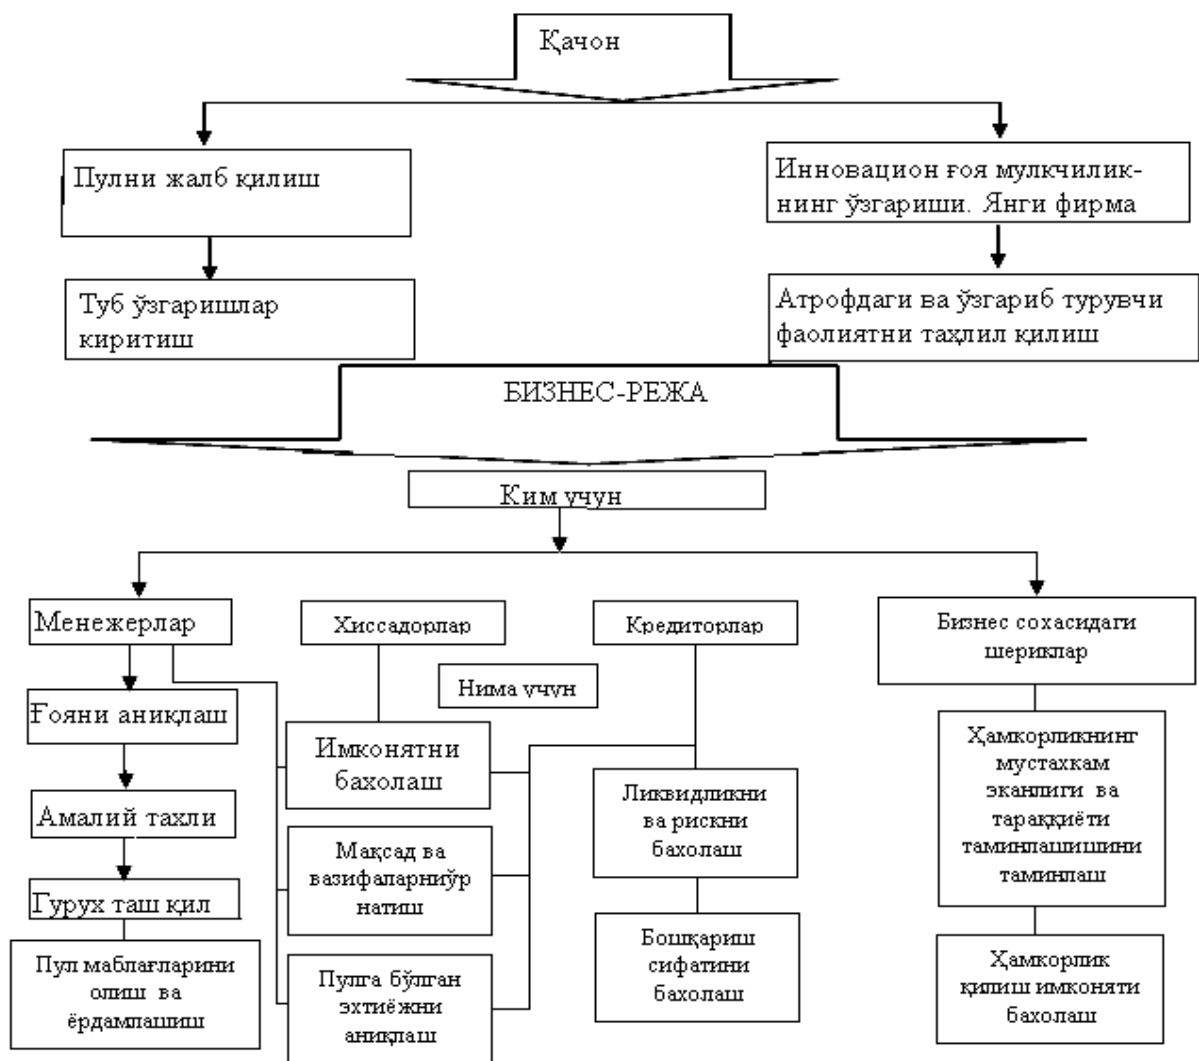 Қачон
Пулни жалб қилиш
Инновацион ғоя мулкчилик-
нинг ўзгариши. Янги фирма
Туб ўзгаришлар
киритиш
Атрофдаги ва ўзгариб турувчи
фаолиятни таҳлил қилиш
БИЗНЕС-РЕЖА
Ким учун
Менежерлар
Хиссадорлар
Кредиторлар
Бизнес сохасидаги
шериклар
Нима учун
Ғояни аниқлаш
Имконятни
бахолаш
Ҳамкорликнинг
мустахкам
эканлиги ва
тараққиёти
таминлашишини
таминлаш
Ликвидликни
ва рискни
бахолаш
Амалий тахли
Мақсад ва
вазифаларниўр
натиш
Гурух таш қил
Бошқариш
сифатини
бахолаш
Пул маблағларини
олиш ва
ёрдамлашиш
Пулга бўлган
эхтиёжни
аниқлаш
Ҳамкорлик
қилиш имконяти
бахолаш